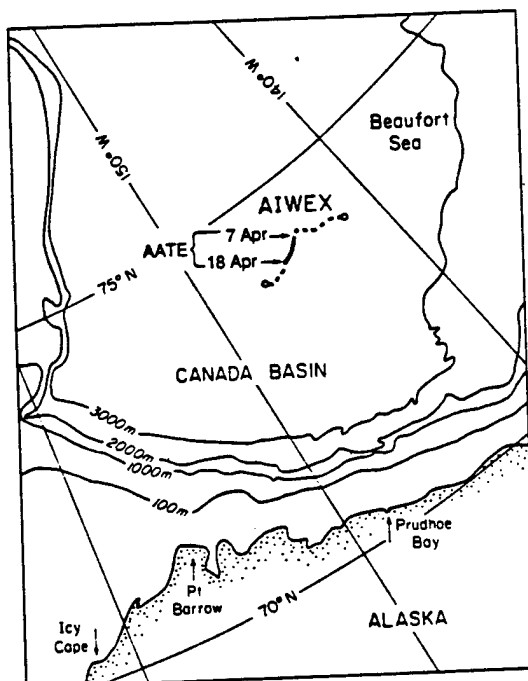 140° W
150° W
Beaufort
Sea
AIWEX
AATE
7 Apr
18 Apr
75° N
CANADA BASIN
3000m
2000m
1000m
100m
Prudhoe
Bay
Pt
Barrow
70° N
Icy
Cape
ALASKA